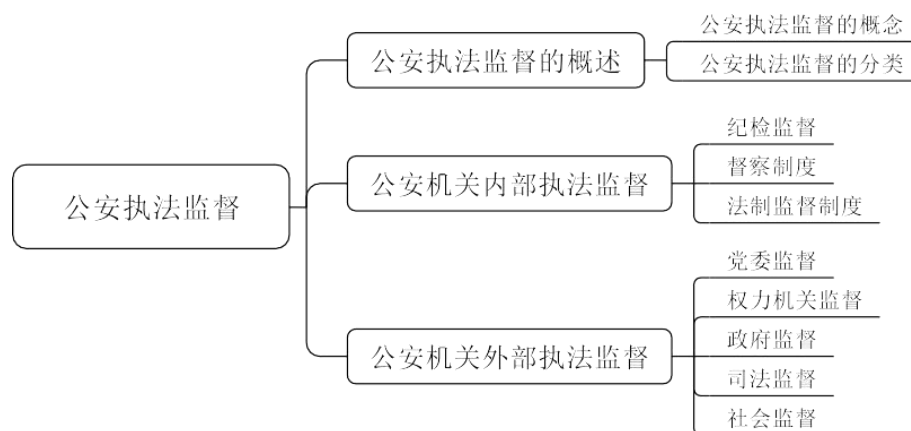 公安执法监督
公安执法监督的概述
公安执法监督的概念
公安执法监督的分类
公安机关内部执法监督
纪检监督
督察制度
法制监督制度
公安机关外部执法监督
党委监督
权力机关监督
政府监督
司法监督
社会监督